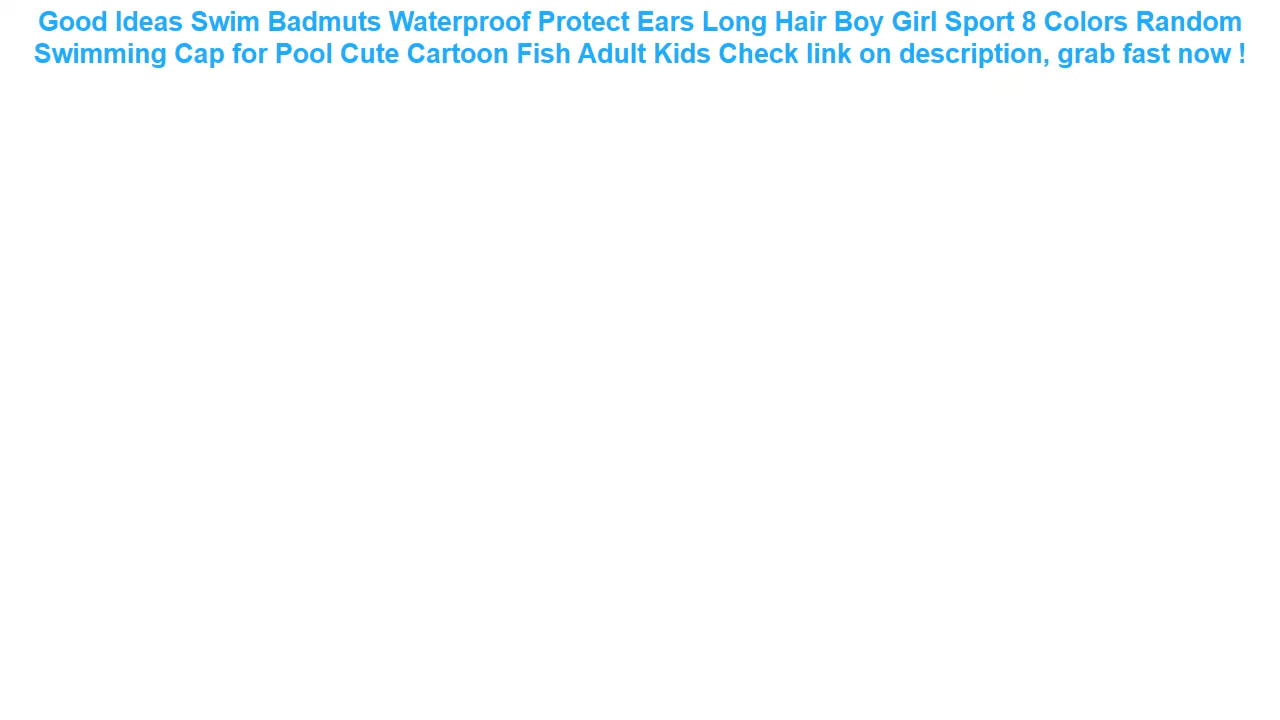 Good Ideas Swim Badmuts Waterproof Protect Ears Long Hair Boy Girl Sport 8 Colors Random
Swimming Cap for Pool Cute Cartoon Fish Adult Kids Check link on description, grab fast now !